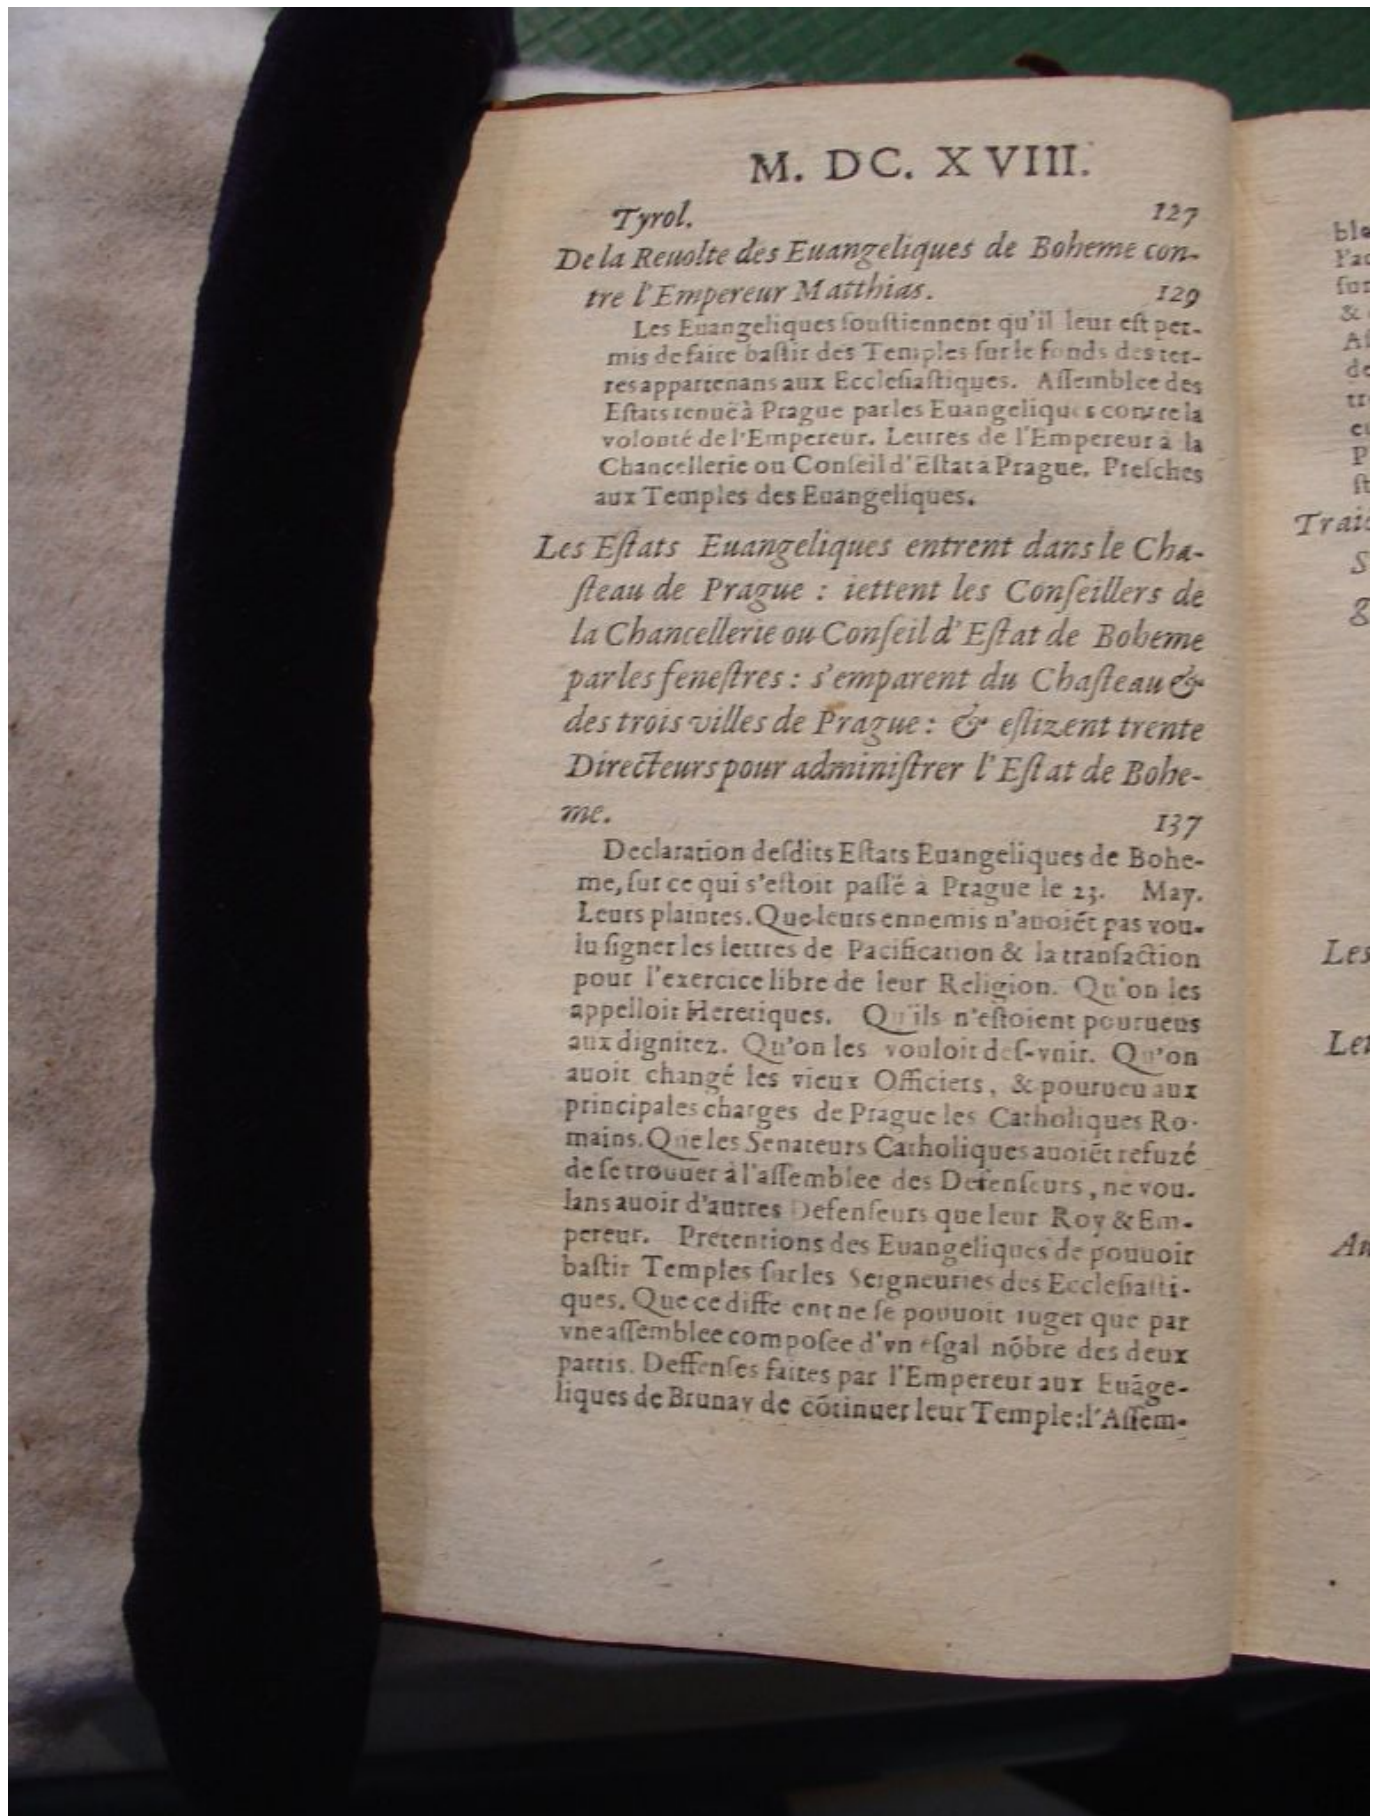 M. DC. XVIII.
Tyrol. 127
De la Reuolte des Euangeliques de Boheme con-
tre l'Empereur Matthias. 129
Les Euangeliques ſouſtiennent qu'il leur eſt per-
mis de faire baſtir des Temples ſur le fonds des ter-
res appartenans aux Eccleſiaſtiques. Aſſemblee des
Eſtats tenuë à Prague par les Euangeliques contre la
volonté de l'Empereur. Lettres de l'Empereur à la
Chancellerie ou Conſeil d'Eſtat à Prague. Preſches
aux Temples des Euangeliques.
Les Eſtats Euangeliques entrent dans le Cha-
ſteau de Prague : iettent les Conſeillers de
la Chancellerie ou Conſeil d'Eſtat de Boheme
par les feneſtres : s'emparent du Chaſteau &
des trois villes de Prague : & eſlizent trente
Directeurs pour adminiſtrer l'Eſtat de Bohe-
me. 137
Declaration deſdits Eſtats Euangeliques de Bohe-
me, ſur ce qui s'eſtoit paſſé à Prague le 23. May.
Leurs plaintes. Que leurs ennemis n'auoiẽt pas vou-
lu ſigner les lettres de Pacification & la tranſaction
pour l'exercice libre de leur Religion. Qu'on les
appelloit Heretiques. Qu'ils n'eſtoient pourueus
aux dignitez. Qu'on les vouloit deſ-vnir. Qu'on
auoit changé les vieux Officiers, & pourueu aux
principales charges de Prague les Catholiques Ro-
mains. Que les Senateurs Catholiques auoiẽt refuzé
de ſe trouuer à l'aſſemblee des Defenſeurs, ne vou-
lans auoir d'autres Defenſeurs que leur Roy & Em-
pereur. Pretentions des Euangeliques de pouuoir
baſtir Temples ſur les Seigneuries des Eccleſiaſti-
ques. Que ce differ ent ne ſe pouuoit iuger que par
vne aſſemblee compoſee d'vn eſgal nõbre des deux
partis. Deffenſes faites par l'Empereur aux Euãge-
liques de Brunay de cõtinuer leur Temple: l'Aſſem-
Les